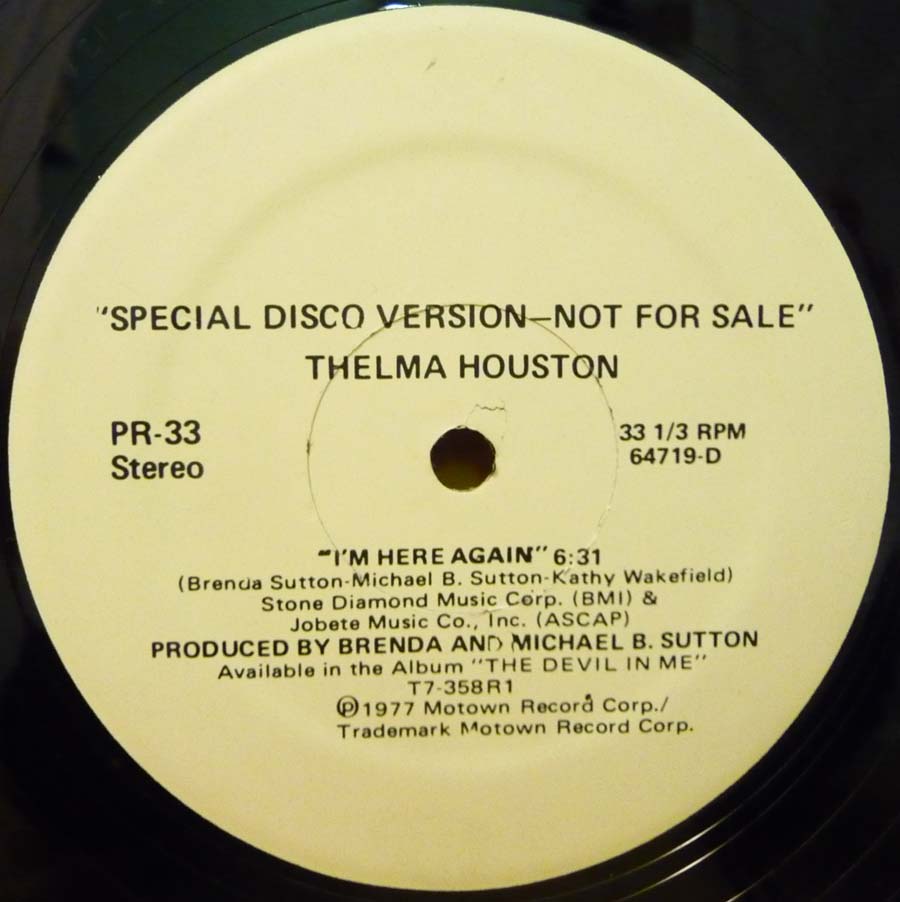 "SPECIAL DISCO VERSION—NOT FOR SALE"
THELMA HOUSTON
PR-33
Stereo
33 1/3 RPM
64719-D
"I'M HERE AGAIN" 6:31
(Brenda Sutton-Michael B. Sutton-Kathy Wakefield)
Stone Diamond Music Corp. (BMI) &
Jobete Music Co., Inc. (ASCAP)
PRODUCED BY BRENDA AND MICHAEL B. SUTTON
Available in the Album "THE DEVIL IN ME"
T7-358R1
℗1977 Motown Record Corp./
Trademark Motown Record Corp.